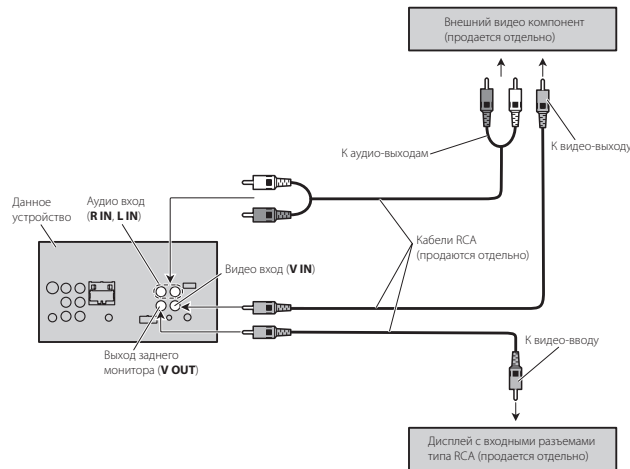 Внешний видео компонент
(продается отдельно)
К аудио-выходам
К видео-выходу
Данное
устройство
Аудио вход
(R IN, L IN)
Кабели RCA
(продаются отдельно)
Видео вход (V IN)
К видео-вводу
Выход заднего
монитора (V OUT)
Дисплей с входными разъемами
типа RCA (продается отдельно)